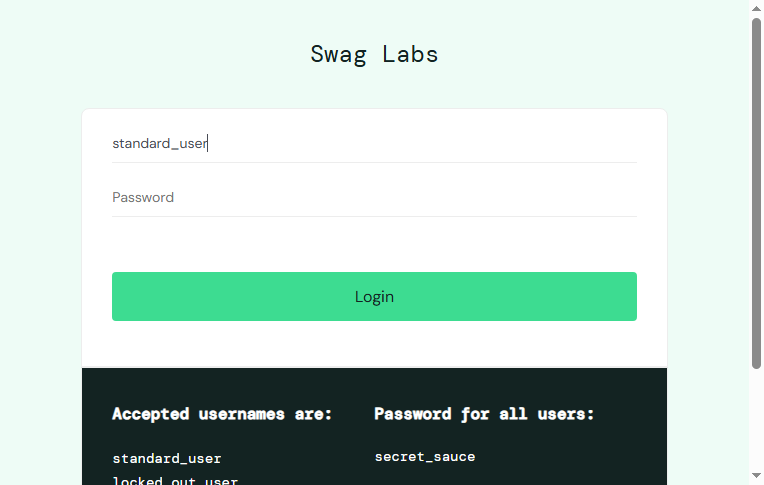 Swag Labs
standard_user
Password
Login
Accepted usernames are:
standard_user
locked_out_user
Password for all users:
secret_sauce